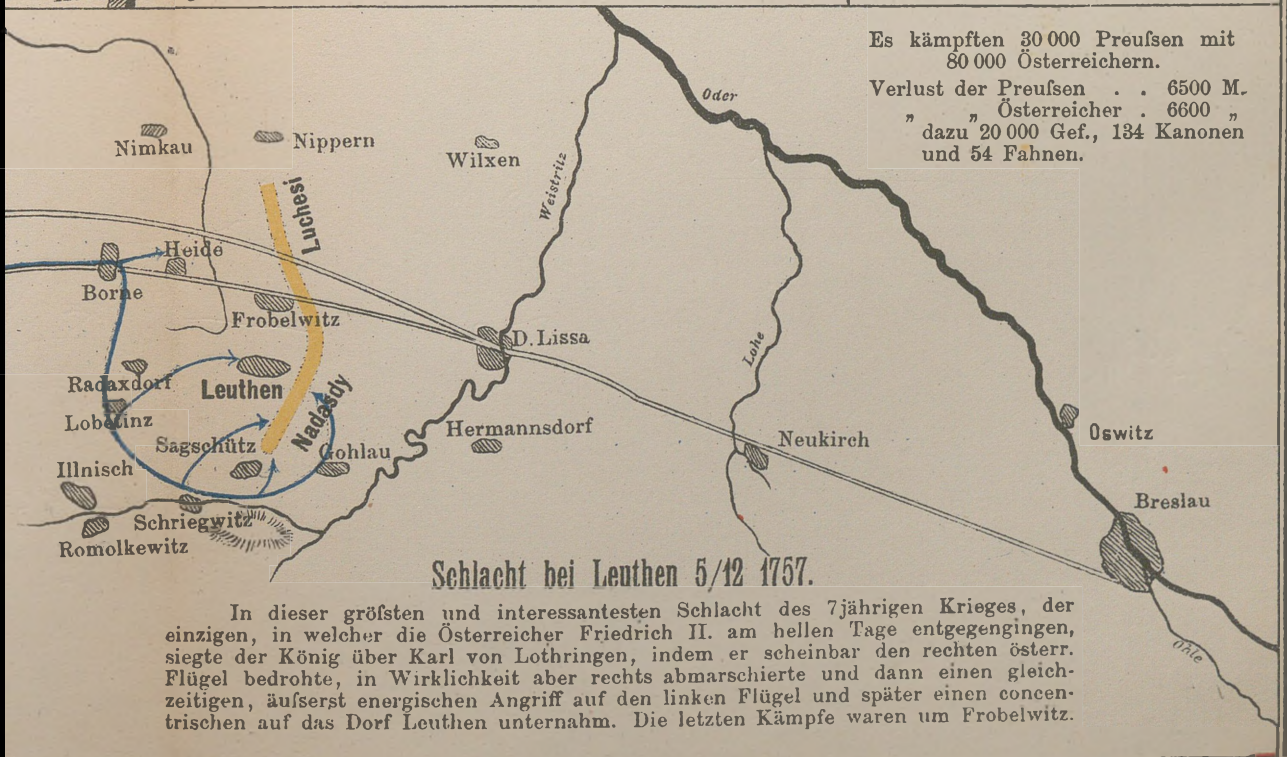 Es kämpften 30 000 Preuſsen mit
80 000 Österreichern.
Verlust der Preuſsen . . 6500 M.
„ „ Österreicher . 6600 „
dazu 20 000 Gef., 134 Kanonen
und 54 Fahnen.
Oder
Nimkau
Nippern
Wilxen
Weistritz
Luchesi
Heide
Borne
Frobelwitz
D. Lissa
Lohe
Radaxdorf
Leuthen
Lobetinz
Nadasdy
Sagschütz
Gohlau
Hermannsdorf
Neukirch
Oswitz
Illnisch
Breslau
Schriegwitz
Romolkewitz
Ohle
Schlacht bei Leuthen 5/12 1757.
In dieser gröſsten und interessantesten Schlacht des 7jährigen Krieges, der
einzigen, in welcher die Österreicher Friedrich II. am hellen Tage entgegengingen,
siegte der König über Karl von Lothringen, indem er scheinbar den rechten österr.
Flügel bedrohte, in Wirklichkeit aber rechts abmarschierte und dann einen gleich-
zeitigen, äuſserst energischen Angriff auf den linken Flügel und später einen concen-
trischen auf das Dorf Leuthen unternahm. Die letzten Kämpfe waren um Frobelwitz.